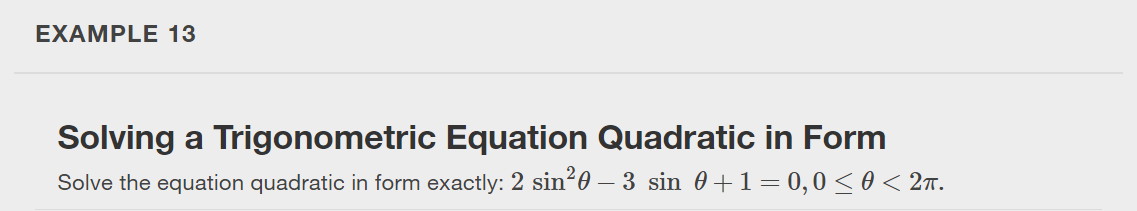 EXAMPLE 13
Solving a Trigonometric Equation Quadratic in Form
Solve the equation quadratic in form exactly: 2 sin²θ − 3 sin θ + 1 = 0, 0 ≤ θ < 2π.